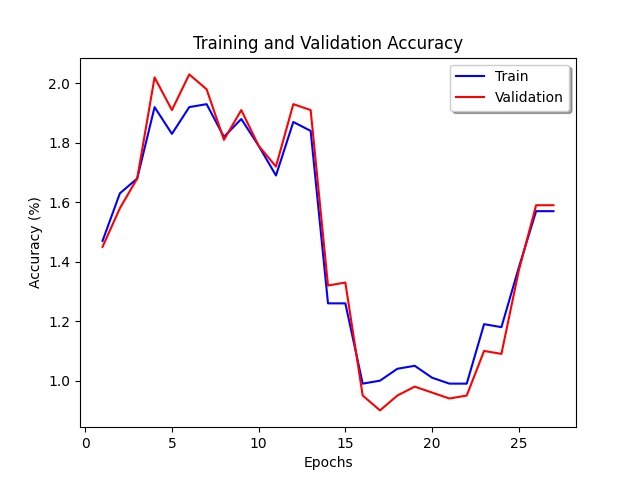 Training and Validation Accuracy
Train
Validation
Accuracy (%)
2.0
1.8
1.6
1.4
1.2
1.0
0 5 10 15 20 25
Epochs